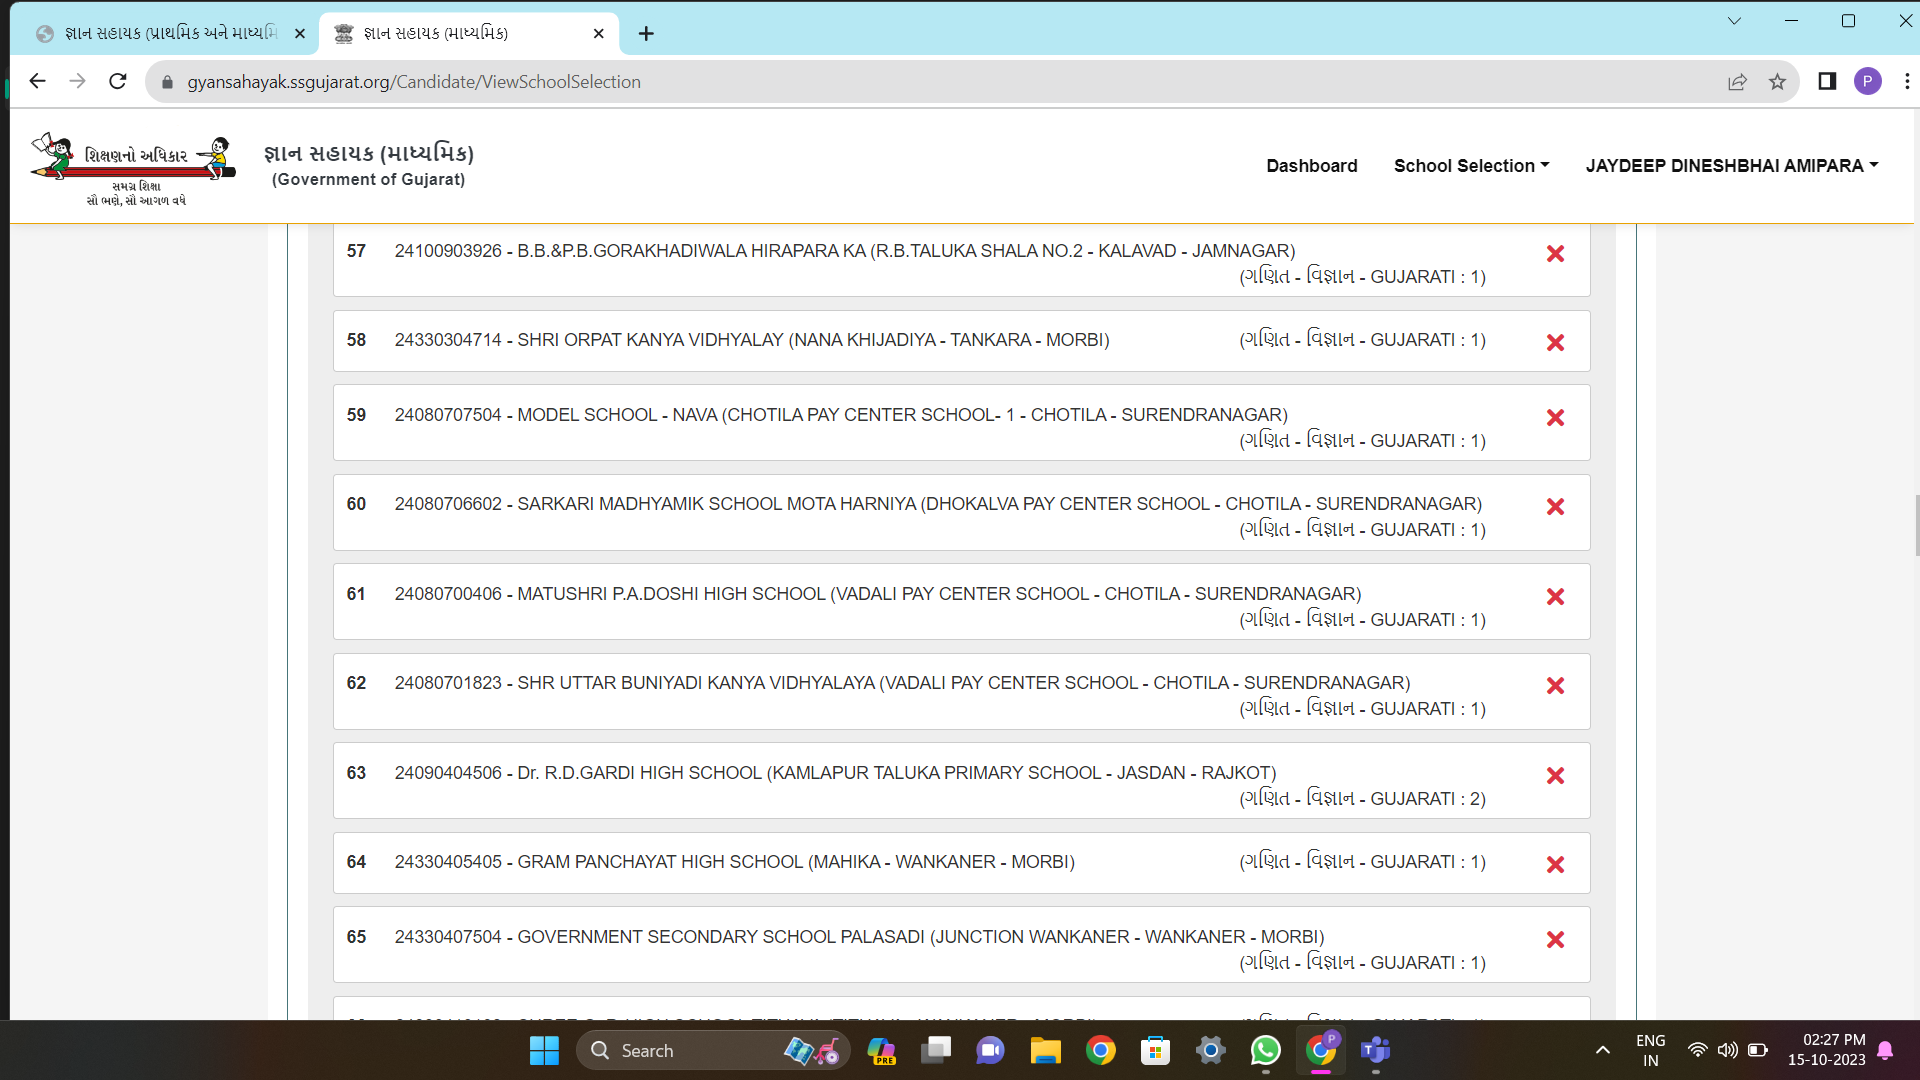 જ્ઞાન સહાયક (પ્રાથમિક અને માધ્યમિ
જ્ઞાન સહાયક (માધ્યમિક)
gyansahayak.ssgujarat.org/Candidate/ViewSchoolSelection
P
શિક્ષણનો અધિકાર
સમગ્ર શિક્ષા
સૌ ભણે, સૌ આગળ વધે
જ્ઞાન સહાયક (માધ્યમિક)
(Government of Gujarat)
Dashboard
School Selection
JAYDEEP DINESHBHAI AMIPARA
57 24100903926 - B.B.&P.B.GORAKHADIWALA HIRAPARA KA (R.B.TALUKA SHALA NO.2 - KALAVAD - JAMNAGAR)
(ગણિત - વિજ્ઞાન - GUJARATI : 1)
58 24330304714 - SHRI ORPAT KANYA VIDHYALAY (NANA KHIJADIYA - TANKARA - MORBI) (ગણિત - વિજ્ઞાન - GUJARATI : 1)
59 24080707504 - MODEL SCHOOL - NAVA (CHOTILA PAY CENTER SCHOOL- 1 - CHOTILA - SURENDRANAGAR)
(ગણિત - વિજ્ઞાન - GUJARATI : 1)
60 24080706602 - SARKARI MADHYAMIK SCHOOL MOTA HARNIYA (DHOKALVA PAY CENTER SCHOOL - CHOTILA - SURENDRANAGAR)
(ગણિત - વિજ્ઞાન - GUJARATI : 1)
61 24080700406 - MATUSHRI P.A.DOSHI HIGH SCHOOL (VADALI PAY CENTER SCHOOL - CHOTILA - SURENDRANAGAR)
(ગણિત - વિજ્ઞાન - GUJARATI : 1)
62 24080701823 - SHR UTTAR BUNIYADI KANYA VIDHYALAYA (VADALI PAY CENTER SCHOOL - CHOTILA - SURENDRANAGAR)
(ગણિત - વિજ્ઞાન - GUJARATI : 1)
63 24090404506 - Dr. R.D.GARDI HIGH SCHOOL (KAMLAPUR TALUKA PRIMARY SCHOOL - JASDAN - RAJKOT)
(ગણિત - વિજ્ઞાન - GUJARATI : 2)
64 24330405405 - GRAM PANCHAYAT HIGH SCHOOL (MAHIKA - WANKANER - MORBI) (ગણિત - વિજ્ઞાન - GUJARATI : 1)
65 24330407504 - GOVERNMENT SECONDARY SCHOOL PALASADI (JUNCTION WANKANER - WANKANER - MORBI)
(ગણિત - વિજ્ઞાન - GUJARATI : 1)
Search
PRE
P
ENG
IN
02:27 PM
15-10-2023